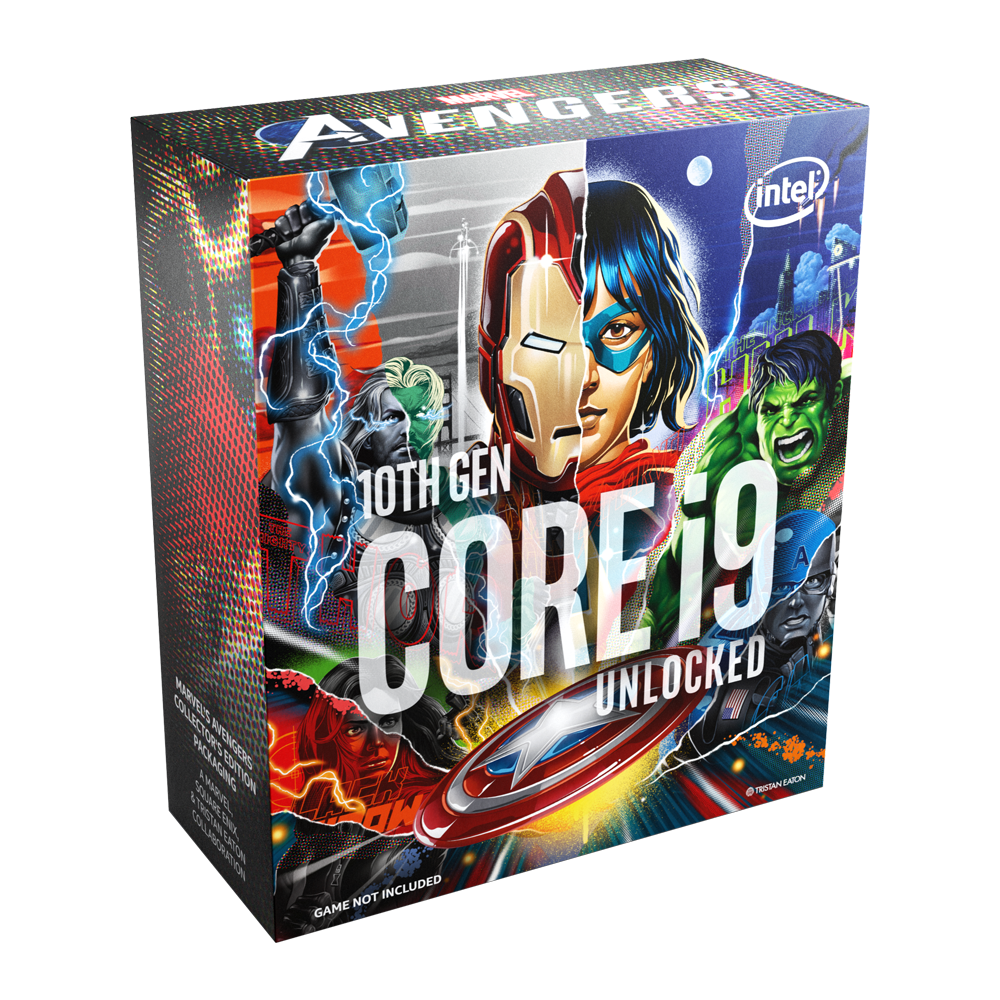 MARVEL
AVENGERS
intel
10TH GEN
CORE i9
UNLOCKED
A
TRISTAN EATON
GAME NOT INCLUDED
MARVEL'S AVENGERS
COLLECTOR'S EDITION
PACKAGING
A MARVEL,
SQUARE ENIX,
& TRISTAN EATON
COLLABORATION